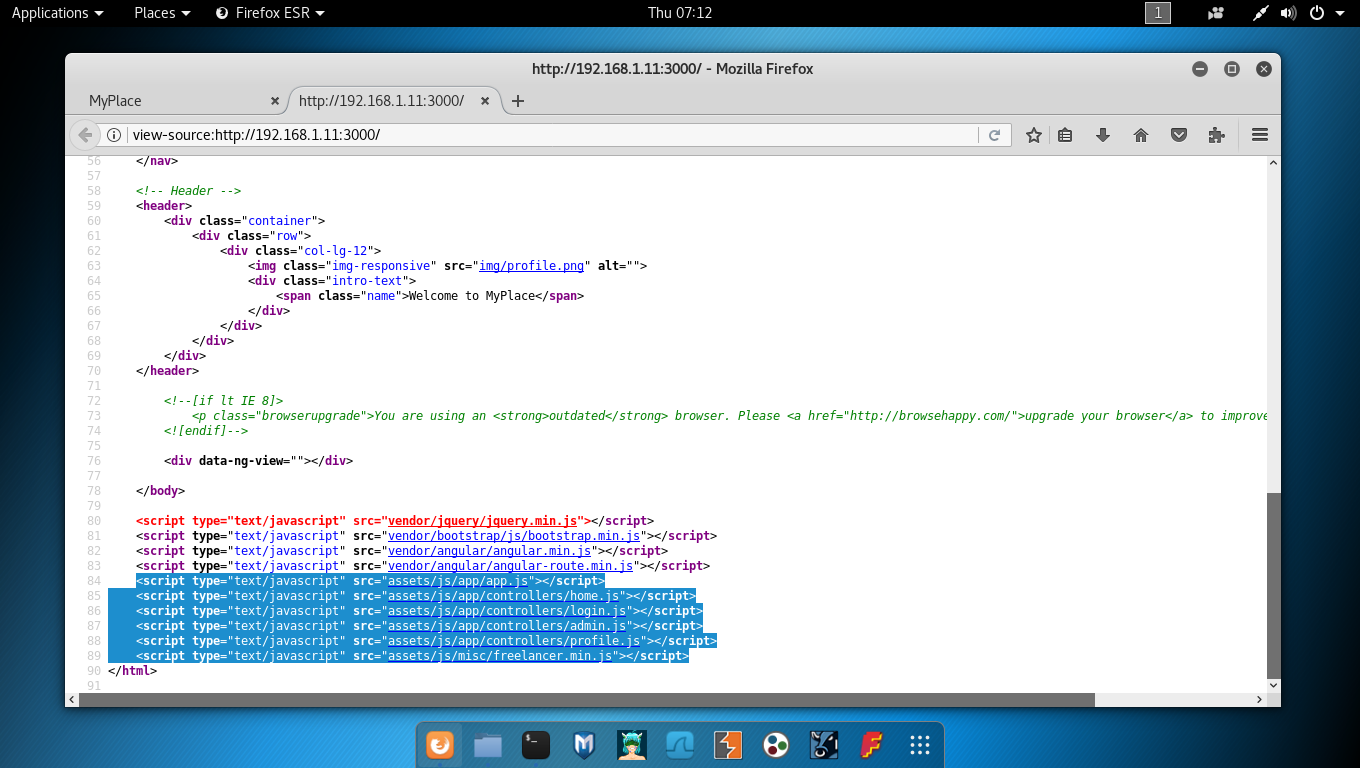 Applications Places Firefox ESR Thu 07:12 1
http://192.168.1.11:3000/ - Mozilla Firefox
MyPlace http://192.168.1.11:3000/
view-source:http://192.168.1.11:3000/
56 </nav>
57
58 <!-- Header -->
59 <header>
60 <div class="container">
61 <div class="row">
62 <div class="col-lg-12">
63 <img class="img-responsive" src="img/profile.png" alt="">
64 <div class="intro-text">
65 <span class="name">Welcome to MyPlace</span>
66 </div>
67 </div>
68 </div>
69 </div>
70 </header>
71
72 <!--[if lt IE 8]>
73 <p class="browserupgrade">You are using an <strong>outdated</strong> browser. Please <a href="http://browsehappy.com/">upgrade your browser</a> to improve
74 <![endif]-->
75
76 <div data-ng-view=""></div>
77
78 </body>
79
80 <script type="text/javascript" src="vendor/jquery/jquery.min.js"></script>
81 <script type="text/javascript" src="vendor/bootstrap/js/bootstrap.min.js"></script>
82 <script type="text/javascript" src="vendor/angular/angular.min.js"></script>
83 <script type="text/javascript" src="vendor/angular/angular-route.min.js"></script>
84 <script type="text/javascript" src="assets/js/app/app.js"></script>
85 <script type="text/javascript" src="assets/js/app/controllers/home.js"></script>
86 <script type="text/javascript" src="assets/js/app/controllers/login.js"></script>
87 <script type="text/javascript" src="assets/js/app/controllers/admin.js"></script>
88 <script type="text/javascript" src="assets/js/app/controllers/profile.js"></script>
89 <script type="text/javascript" src="assets/js/misc/freelancer.min.js"></script>
90 </html>
91